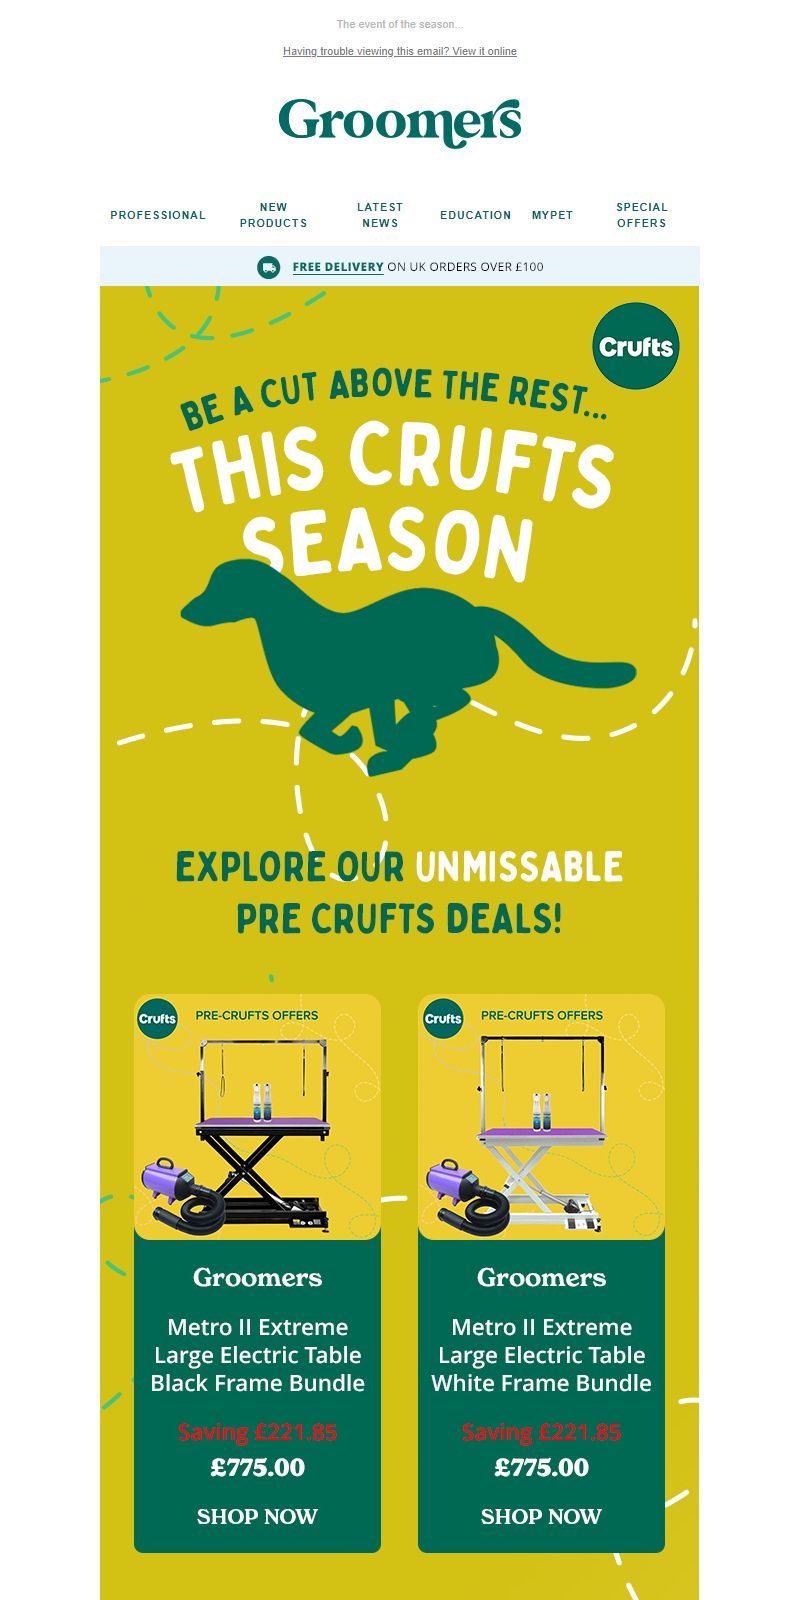 The event of the season...
Having trouble viewing this email? View it online
Groomers
PROFESSIONAL
NEW
PRODUCTS
LATEST
NEWS
EDUCATION
MYPET
SPECIAL
OFFERS
FREE DELIVERY ON UK ORDERS OVER £100
Crufts
BE A CUT ABOVE THE REST...
THIS CRUFTS
SEASON
EXPLORE OUR UNMISSABLE
PRE CRUFTS DEALS!
Crufts
PRE-CRUFTS OFFERS
Groomers
Metro II Extreme
Large Electric Table
Black Frame Bundle
Saving £221.85
£775.00
SHOP NOW
Crufts
PRE-CRUFTS OFFERS
Groomers
Metro II Extreme
Large Electric Table
White Frame Bundle
Saving £221.85
£775.00
SHOP NOW